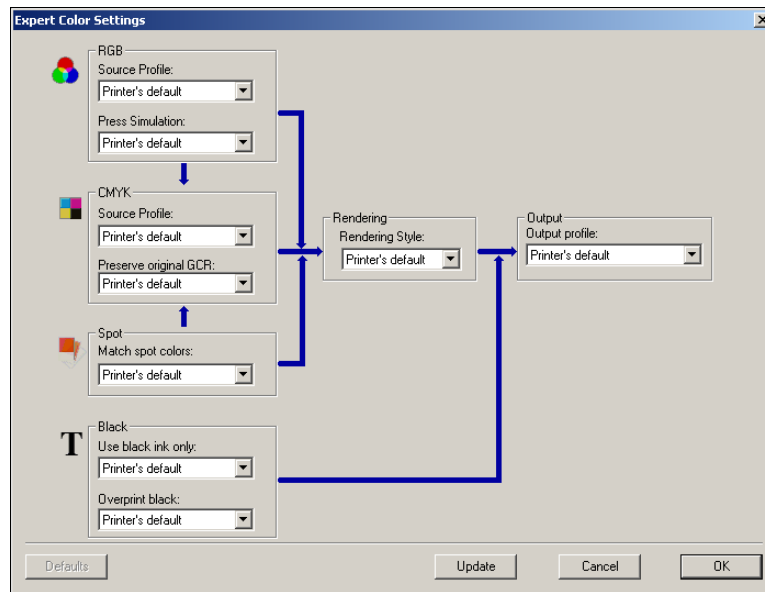 Expert Color Settings
RGB
Source Profile:
Printer's default
Press Simulation:
Printer's default
CMYK
Source Profile:
Printer's default
Preserve original GCR:
Printer's default
Spot
Match spot colors:
Printer's default
T
Black
Use black ink only:
Printer's default
Overprint black:
Printer's default
Rendering
Rendering Style:
Printer's default
Output
Output profile:
Printer's default
Defaults
Update
Cancel
OK